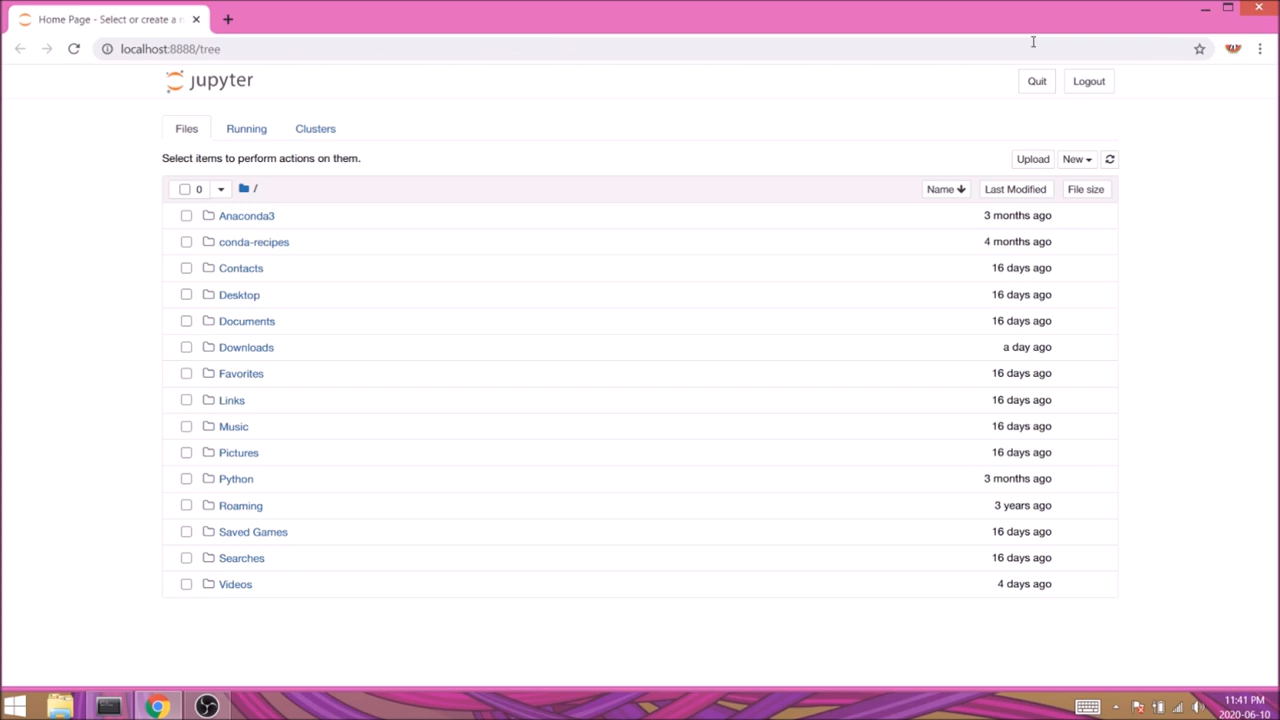 Home Page - Select or create a n
localhost:8888/tree
jupyter
Quit
Logout
Files
Running
Clusters
Select items to perform actions on them.
Upload
New
0
/
Name
Last Modified
File size
Anaconda3
3 months ago
conda-recipes
4 months ago
Contacts
16 days ago
Desktop
16 days ago
Documents
16 days ago
Downloads
a day ago
Favorites
16 days ago
Links
16 days ago
Music
16 days ago
Pictures
16 days ago
Python
3 months ago
Roaming
3 years ago
Saved Games
16 days ago
Searches
16 days ago
Videos
4 days ago
11:41 PM
2020-06-10